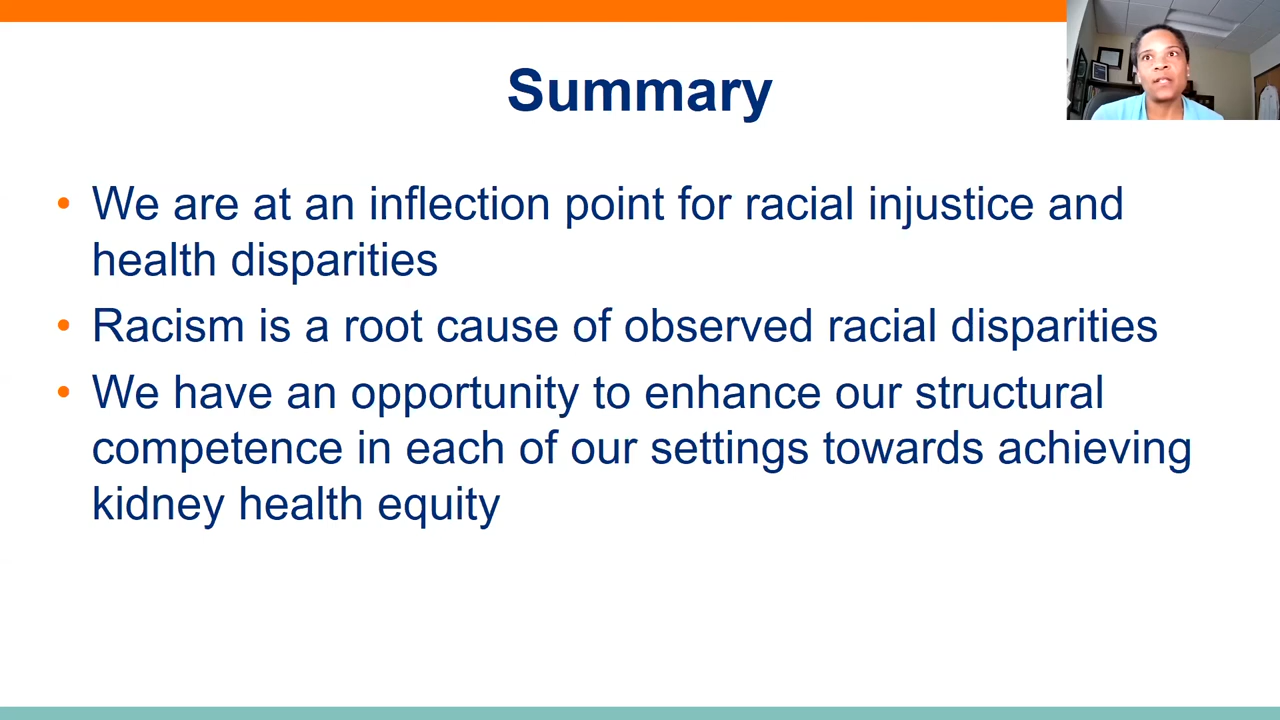 Summary
• We are at an inflection point for racial injustice and
health disparities
• Racism is a root cause of observed racial disparities
• We have an opportunity to enhance our structural
competence in each of our settings towards achieving
kidney health equity